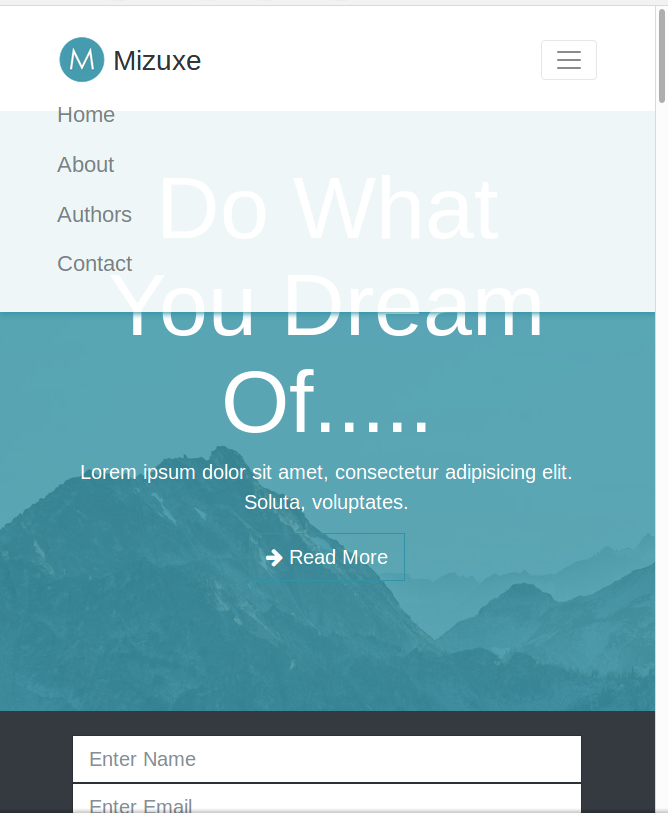 M Mizuxe
Home
About
Authors
Contact
Do What
You Dream
Of.....
Lorem ipsum dolor sit amet, consectetur adipisicing elit.
Soluta, voluptates.
Read More
Enter Name
Enter Email